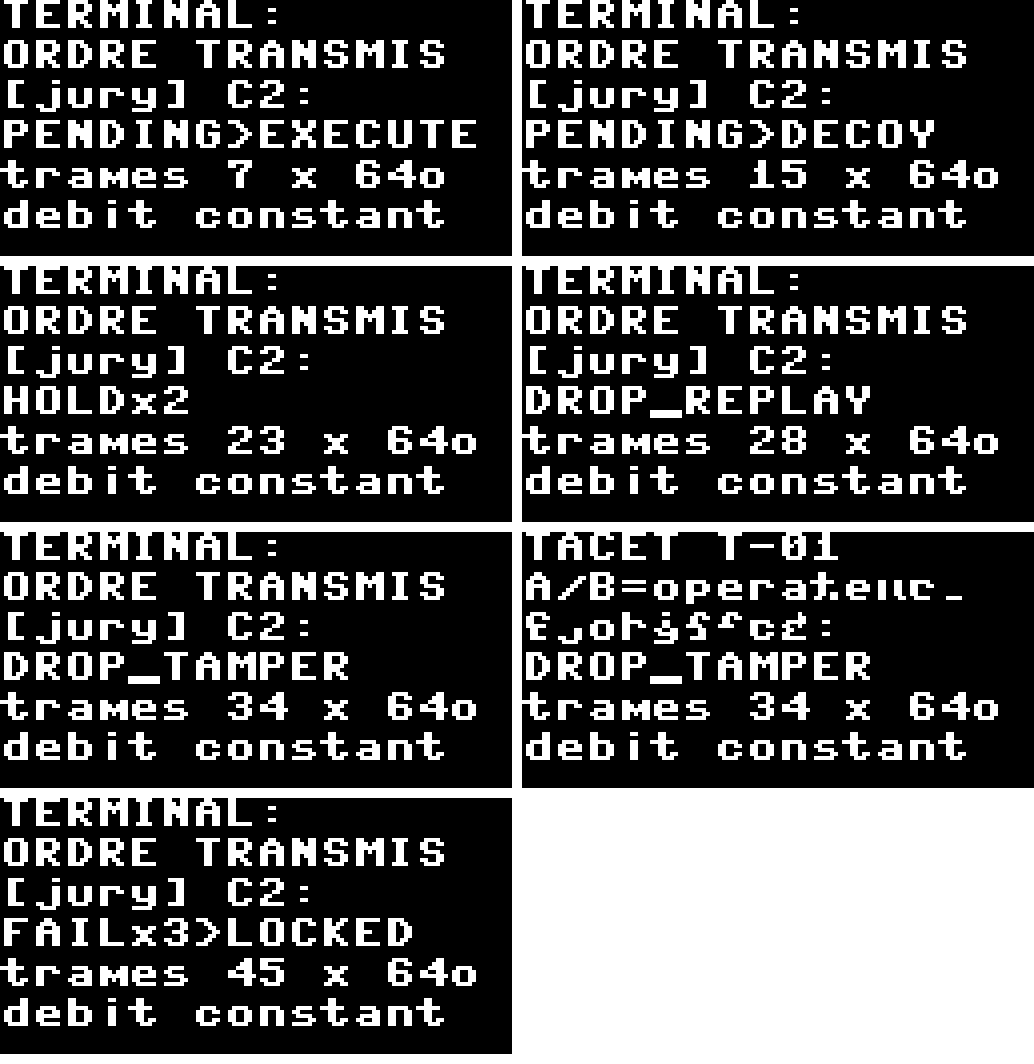 TERMINAL:
ORDRE TRANSMIS
[jury] C2:
PENDING>EXECUTE
trames 7 x 64o
debit constant
TERMINAL:
ORDRE TRANSMIS
[jury] C2:
PENDING>DECOY
trames 15 x 64o
debit constant
TERMINAL:
ORDRE TRANSMIS
[jury] C2:
HOLDx2
trames 23 x 64o
debit constant
TERMINAL:
ORDRE TRANSMIS
[jury] C2:
DROP_REPLAY
trames 28 x 64o
debit constant
TERMINAL:
ORDRE TRANSMIS
[jury] C2:
DROP_TAMPER
trames 34 x 64o
debit constant
TACET T-01
DROP_TAMPER
trames 34 x 64o
debit constant
TERMINAL:
ORDRE TRANSMIS
[jury] C2:
FAILx3>LOCKED
trames 45 x 64o
debit constant